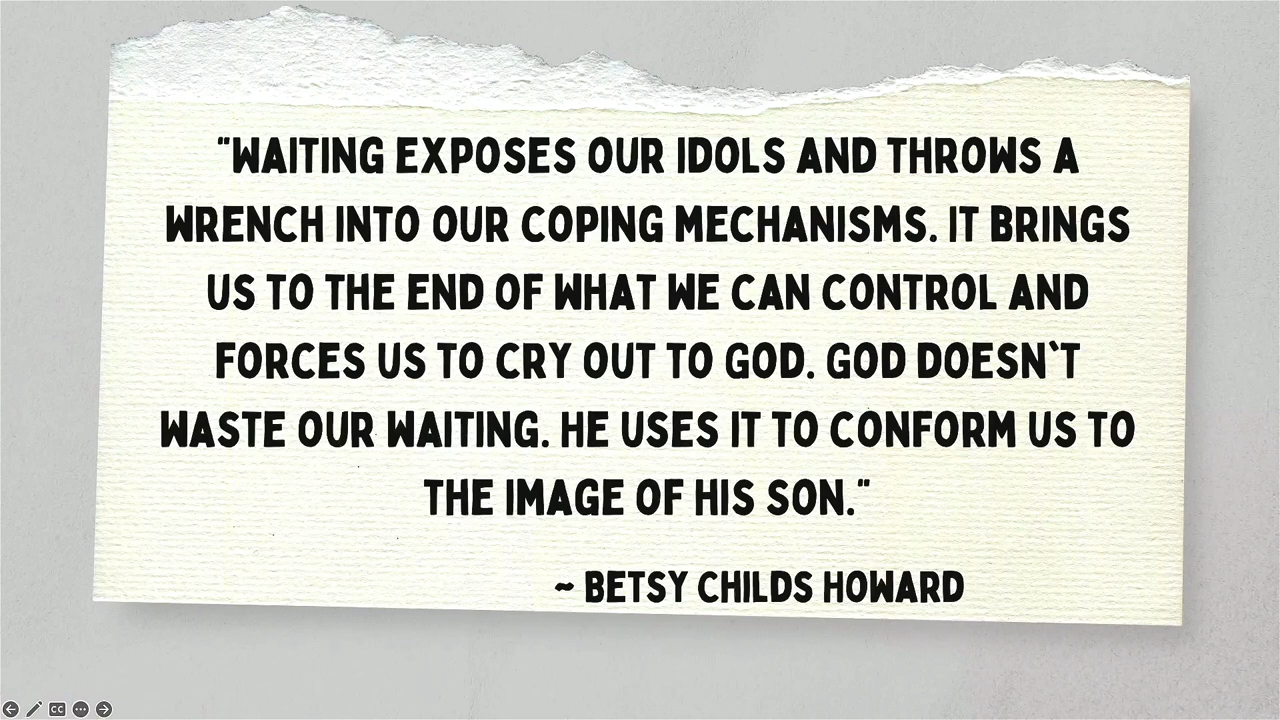 "WAITING EXPOSES OUR IDOLS AND THROWS A
WRENCH INTO OUR COPING MECHANISMS. IT BRINGS
US TO THE END OF WHAT WE CAN CONTROL AND
FORCES US TO CRY OUT TO GOD. GOD DOESN`T
WASTE OUR WAITING. HE USES IT TO CONFORM US TO
THE IMAGE OF HIS SON."
~ BETSY CHILDS HOWARD
CC